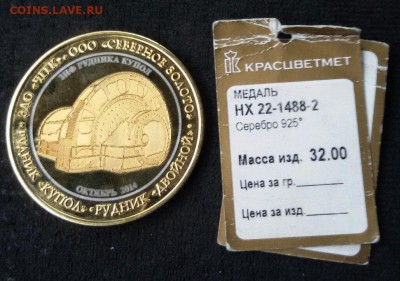 COINS.LAVE.RU
ЗАО «ЧГГК» ООО «СЕВЕРНОЕ ЗОЛОТО»
РУДНИК «КУПОЛ» РУДНИК «ДВОЙНОЙ»
ЗИФ РУДНИКА КУПОЛ
ОКТЯБРЬ 2014
КРАСЦВЕТМЕТ
МЕДАЛЬ
НХ 22-1488-2
Серебро 925°
Масса изд. 32.00
Цена за гр.
Цена за изд.